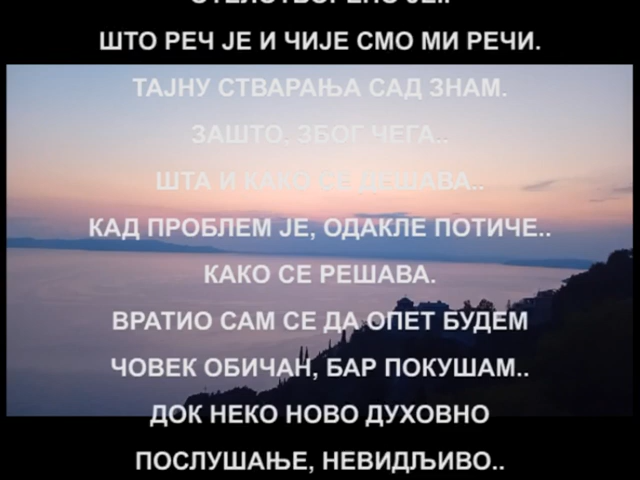 ШТО РЕЧ ЈЕ И ЧИЈЕ СМО МИ РЕЧИ.
ТАЈНУ СТВАРАЊА САД ЗНАМ.
ЗАШТО, ЗБОГ ЧЕГА..
ШТА И КАКО СЕ ДЕШАВА..
КАД ПРОБЛЕМ ЈЕ, ОДАКЛЕ ПОТИЧЕ..
КАКО СЕ РЕШАВА.
ВРАТИО САМ СЕ ДА ОПЕТ БУДЕМ
ЧОВЕК ОБИЧАН, БАР ПОКУШАМ..
ДОК НЕКО НОВО ДУХОВНО
ПОСЛУШАЊЕ, НЕВИДЉИВО..